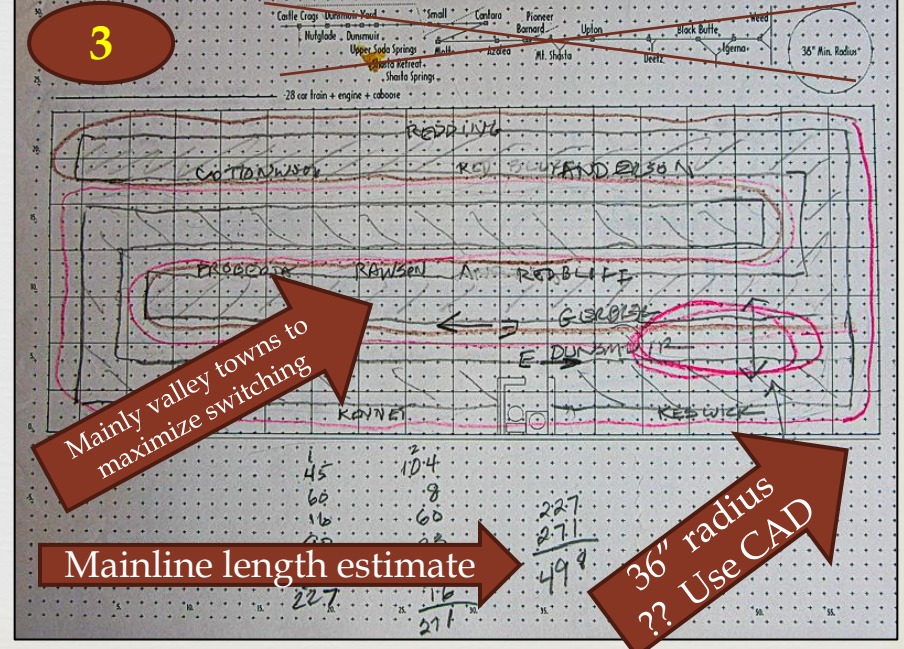 3
Castle Crags Dunsmuir Yard
Nutglade Dunsmuir
Upper Soda Springs
Shasta Retreat
Shasta Springs
Small Cantara
Mott Azalea
Pioneer
Barnard
Mt. Shasta
Upton
Deetz
Black Butte
Igerna
Weed
36" Min. Radius
28 car train + engine + caboose
REDDING
COTTONWOOD
ANDERSON
PROBERTA RAWSON RED BLUFF
GERBER
E DUNSMUIR
KENNET
KESWICK
Mainly valley towns to
maximize switching
45
60
16
227
104
8
60
16
271
227
271
498
Mainline length estimate
36” radius
?? Use CAD